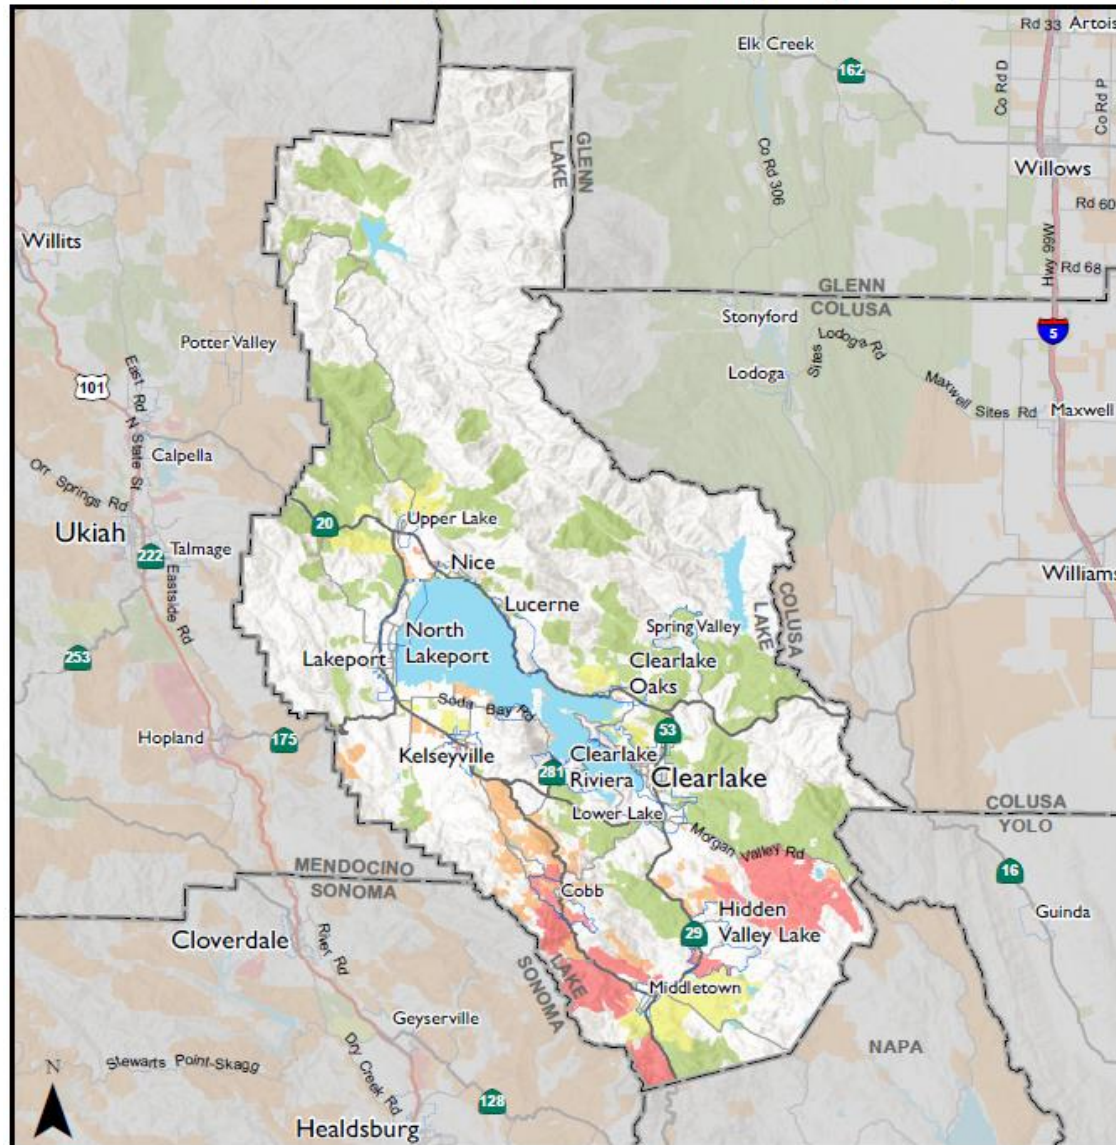 Rd 33
Artois
Elk Creek
162
Co Rd D
Co Rd P
GLENN
LAKE
Co Rd 306
Willows
Rd 60
Hwy 99W
Rd 68
Willits
GLENN
COLUSA
Stonyford
Sites Lodoga Rd
5
Potter Valley
Lodoga
101
East Rd
N State St
Maxwell Sites Rd
Maxwell
Calpella
Orr Springs Rd
Ukiah
20
Upper Lake
222
Talmage
Nice
Williams
Eastside Rd
Lucerne
COLUSA
LAKE
Spring Valley
North
Lakeport
Lakeport
253
Clearlake
Oaks
Soda Bay Rd
53
Hopland
175
Kelseyville
281
Clearlake
Riviera
Clearlake
Lower Lake
COLUSA
YOLO
Morgan Valley Rd
MENDOCINO
SONOMA
16
Cobb
Guinda
Hidden
Valley Lake
Cloverdale
River Rd
29
LAKE
SONOMA
Middletown
Geyserville
Dry Creek Rd
NAPA
Stewarts Point-Skagg
N
128
Healdsburg